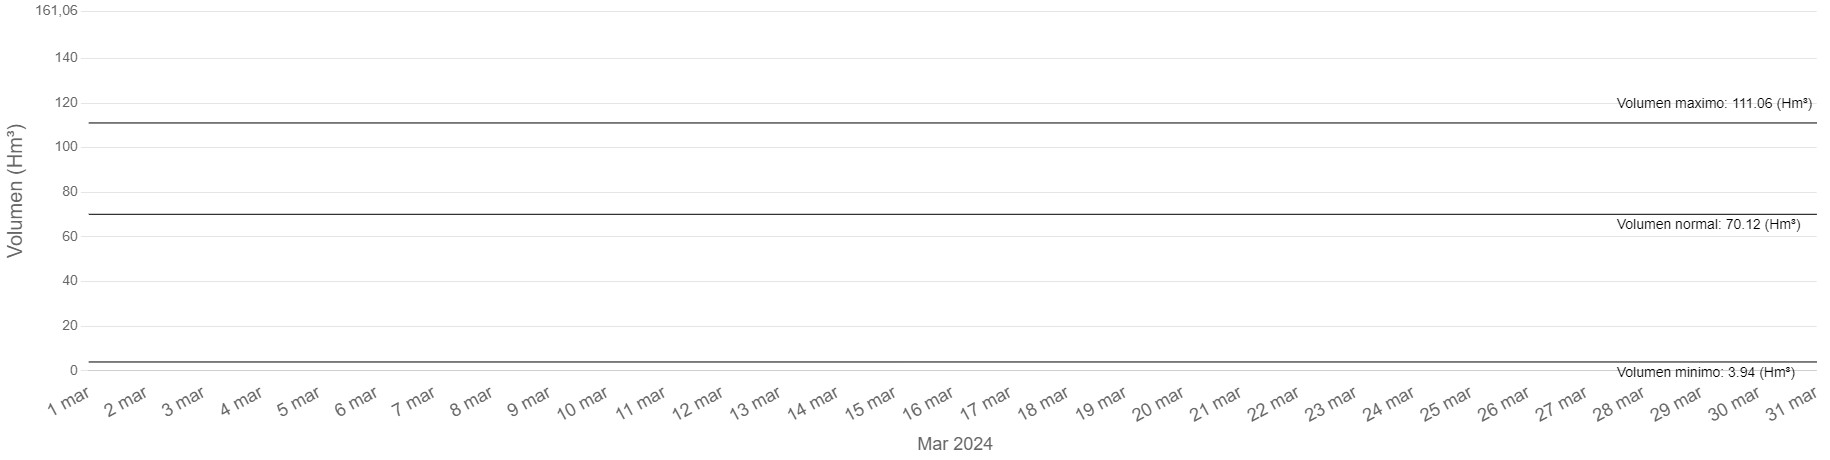 161,06
140
120
100
80
60
40
20
0
Volumen (Hm³)
Volumen maximo: 111.06 (Hm³)
Volumen normal: 70.12 (Hm³)
Volumen minimo: 3.94 (Hm³)
1 mar
2 mar
3 mar
4 mar
5 mar
6 mar
7 mar
8 mar
9 mar
10 mar
11 mar
12 mar
13 mar
14 mar
15 mar
16 mar
17 mar
18 mar
19 mar
20 mar
21 mar
22 mar
23 mar
24 mar
25 mar
26 mar
27 mar
28 mar
29 mar
30 mar
31 mar
Mar 2024